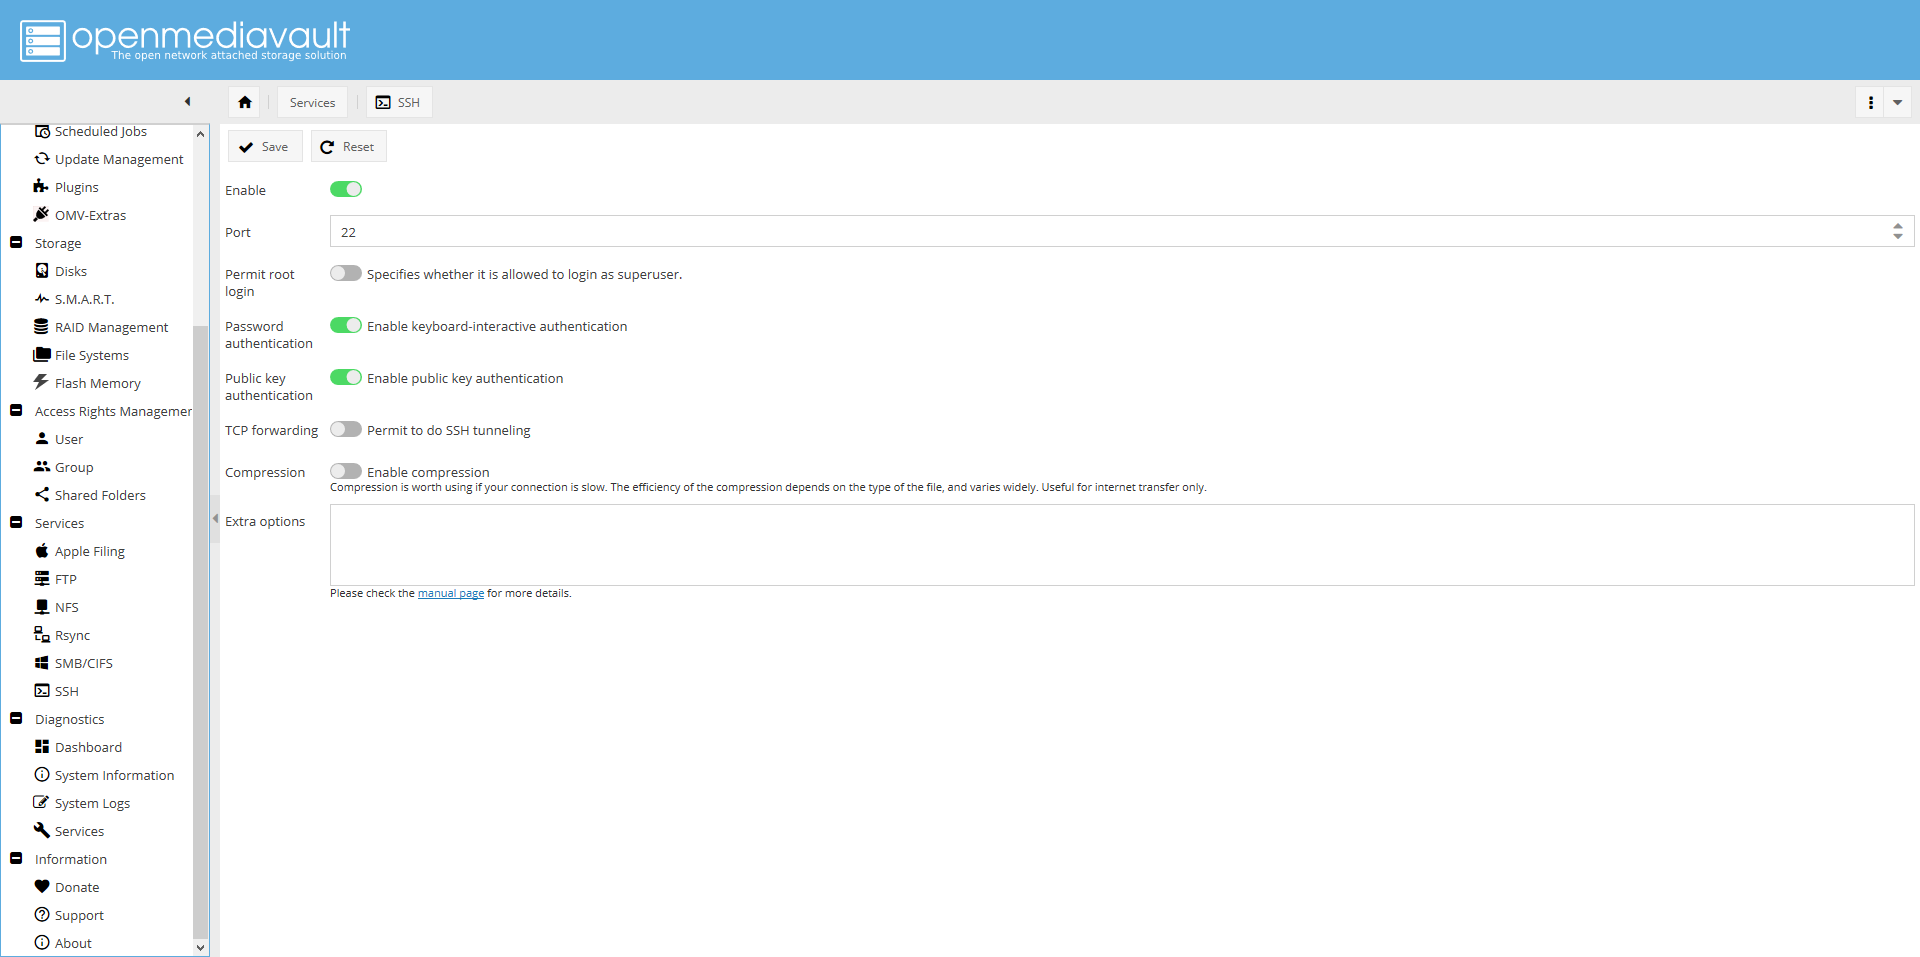 openmediavault
The open network attached storage solution
Services
SSH
Scheduled Jobs
Update Management
Plugins
OMV-Extras
Storage
Disks
S.M.A.R.T.
RAID Management
File Systems
Flash Memory
Access Rights Managemen
User
Group
Shared Folders
Services
Apple Filing
FTP
NFS
Rsync
SMB/CIFS
SSH
Diagnostics
Dashboard
System Information
System Logs
Services
Information
Donate
Support
About
Save
Reset
Enable
Port
22
Permit root
login
Specifies whether it is allowed to login as superuser.
Password
authentication
Enable keyboard-interactive authentication
Public key
authentication
Enable public key authentication
TCP forwarding
Permit to do SSH tunneling
Compression
Enable compression
Compression is worth using if your connection is slow. The efficiency of the compression depends on the type of the file, and varies widely. Useful for internet transfer only.
Extra options
Please check the manual page for more details.